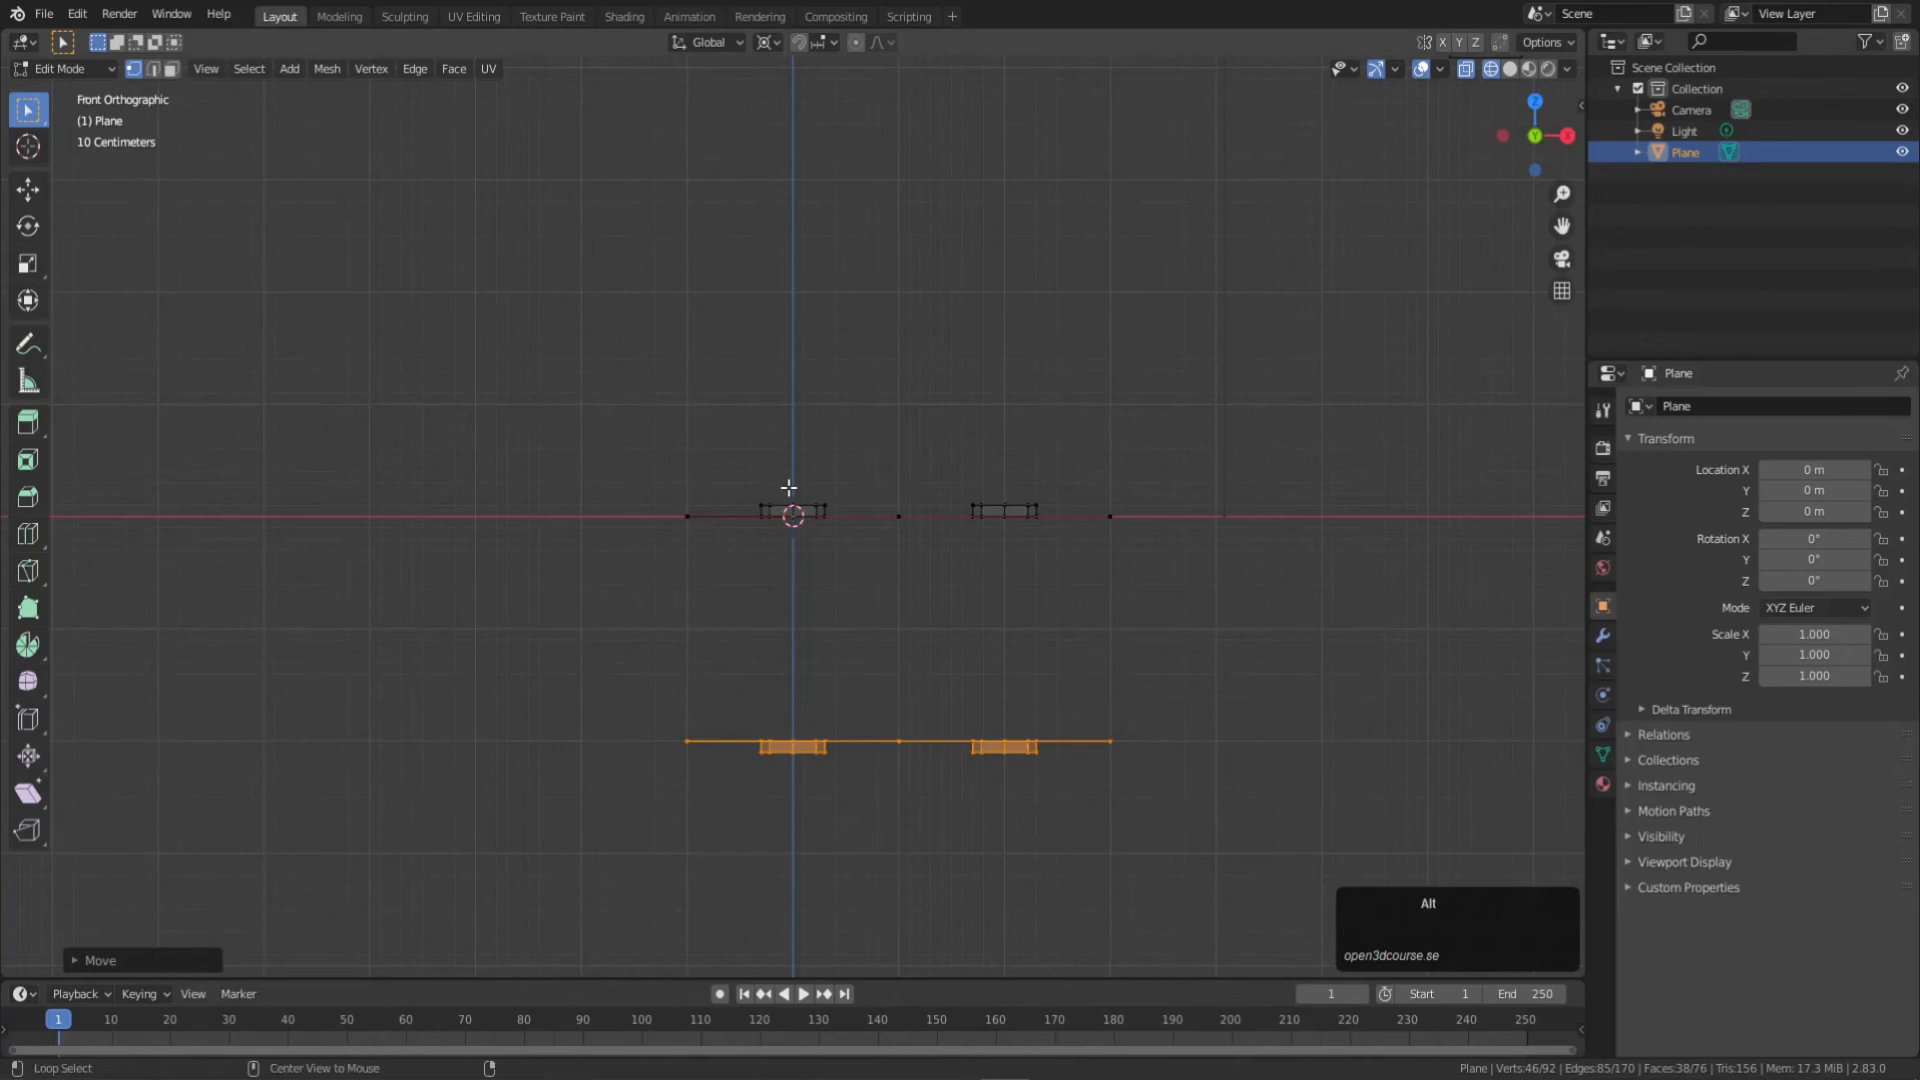 File Edit Render Window Help Layout Modeling Sculpting UV Editing Texture Paint Shading Animation Rendering Compositing Scripting Scene View Layer
Global X Y Z Options
Edit Mode View Select Add Mesh Vertex Edge Face UV
Front Orthographic
(1) Plane
10 Centimeters
Z
Y
X
Scene Collection
Collection
Camera
Light
Plane
Plane
Plane
Transform
Location X 0 m
Y 0 m
Z 0 m
Rotation X 0°
Y 0°
Z 0°
Mode XYZ Euler
Scale X 1.000
Y 1.000
Z 1.000
Delta Transform
Relations
Collections
Instancing
Motion Paths
Visibility
Viewport Display
Custom Properties
Alt
open3dcourse.se
Move
Playback Keying View Marker 1 Start 1 End 250
1 10 20 30 40 50 60 70 80 90 100 110 120 130 140 150 160 170 180 190 200 210 220 230 240 250
Loop Select Center View to Mouse Plane | Verts:46/92 | Edges:85/170 | Faces:38/76 | Tris:156 | Mem: 17.3 MiB | 2.83.0